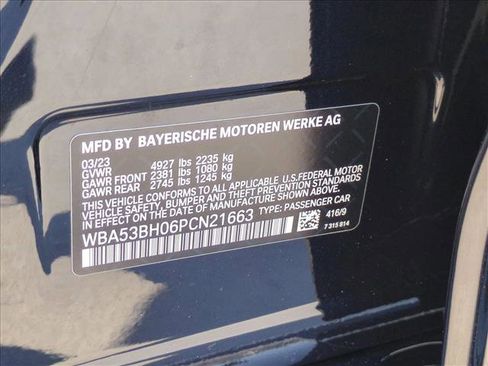 MFD BY BAYERISCHE MOTOREN WERKE AG
03/23
GVWR 4927 lbs 2235 kg
GAWR FRONT 2381 lbs 1080 kg
GAWR REAR 2745 lbs 1245 kg
THIS VEHICLE CONFORMS TO ALL APPLICABLE U.S. FEDERAL MOTOR
VEHICLE SAFETY, BUMPER AND THEFT PREVENTION STANDARDS
IN EFFECT ON THE DATE OF MANUFACTURE SHOWN ABOVE.
WBA53BH06PCN21663 TYPE: PASSENGER CAR
416/9
7 315 814